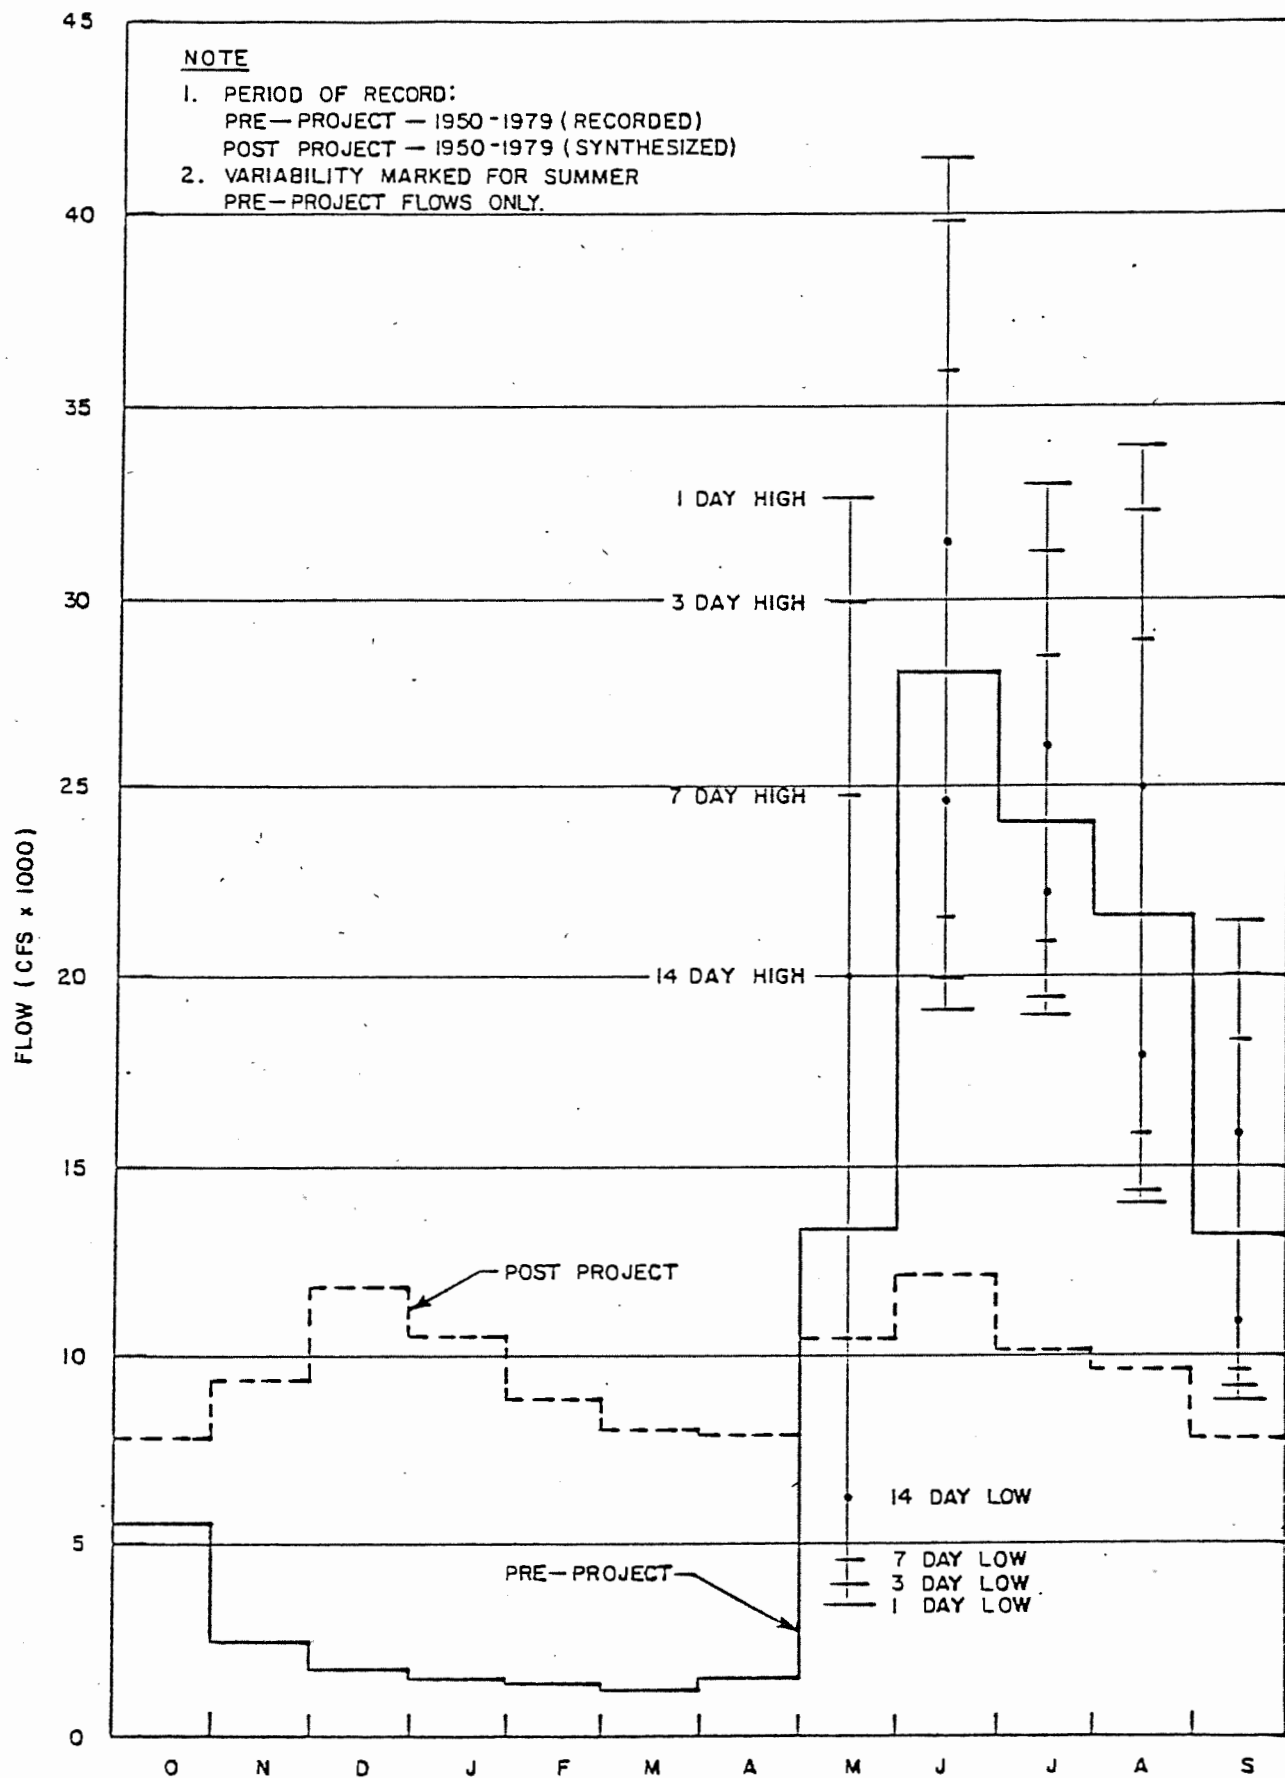 45
NOTE
1. PERIOD OF RECORD:
PRE-PROJECT - 1950-1979 (RECORDED)
POST PROJECT - 1950-1979 (SYNTHESIZED)
2. VARIABILITY MARKED FOR SUMMER
PRE-PROJECT FLOWS ONLY.
40
35
1 DAY HIGH
30
3 DAY HIGH
25
7 DAY HIGH
FLOW (CFS x 1000)
20
14 DAY HIGH
15
POST PROJECT
10
14 DAY LOW
5
7 DAY LOW
PRE-PROJECT
3 DAY LOW
1 DAY LOW
0
O N D J F M A M J J A S